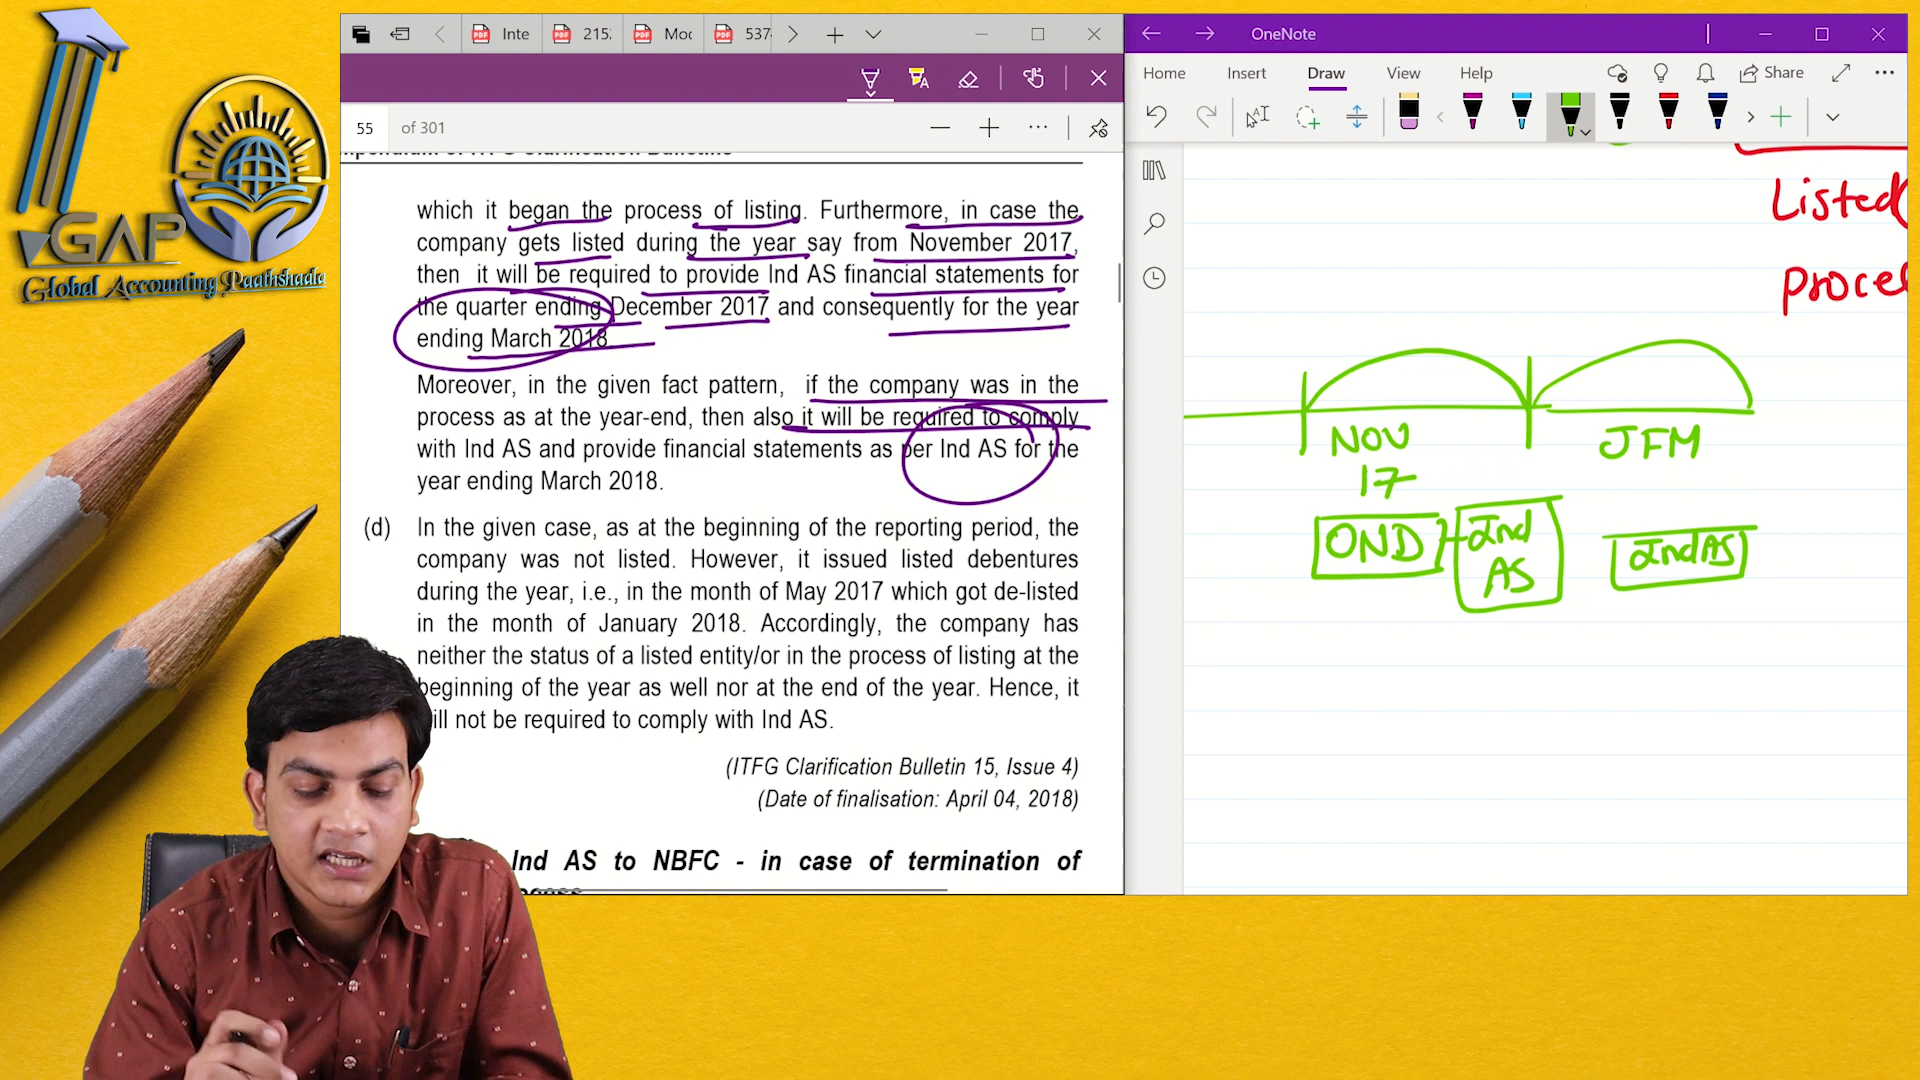 GAP
Global Accounting Paathshaala
Inte
215
Moc
537
55
of 301
which it began the process of listing. Furthermore, in case the
company gets listed during the year say from November 2017,
then it will be required to provide Ind AS financial statements for
the quarter ending December 2017 and consequently for the year
ending March 2018
Moreover, in the given fact pattern, if the company was in the
process as at the year-end, then also it will be required to comply
with Ind AS and provide financial statements as per Ind AS for the
year ending March 2018.
(d) In the given case, as at the beginning of the reporting period, the
company was not listed. However, it issued listed debentures
during the year, i.e., in the month of May 2017 which got de-listed
in the month of January 2018. Accordingly, the company has
neither the status of a listed entity/or in the process of listing at the
beginning of the year as well nor at the end of the year. Hence, it
ill not be required to comply with Ind AS.
(ITFG Clarification Bulletin 15, Issue 4)
(Date of finalisation: April 04, 2018)
Ind AS to NBFC - in case of termination of
OneNote
Home Insert Draw View Help Share
Listed
proce
NOV
17
JFM
OND
Ind
AS
Ind AS